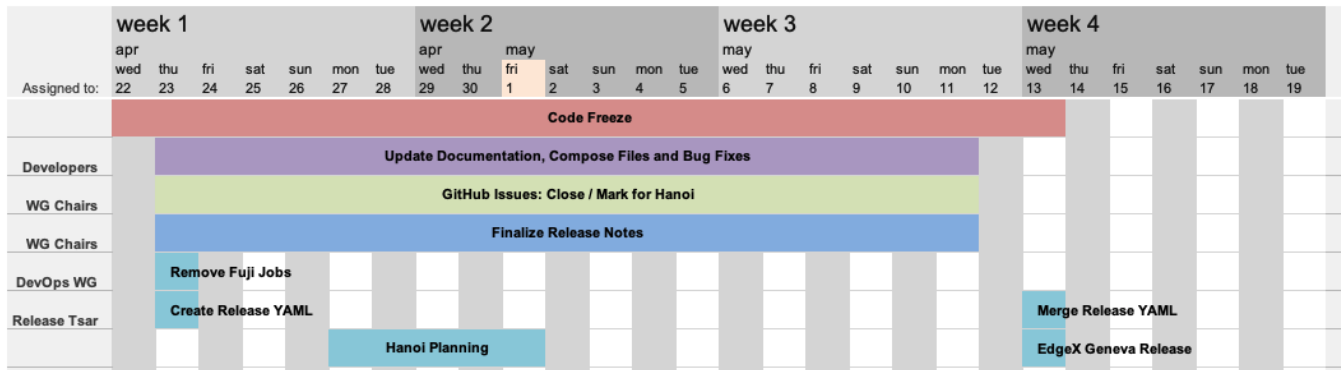 week 1 week 2 week 3 week 4
apr apr may may may
wed thu fri sat sun mon tue wed thu fri sat sun mon tue wed thu fri sat sun mon tue wed thu fri sat sun mon tue
Assigned to: 22 23 24 25 26 27 28 29 30 1 2 3 4 5 6 7 8 9 10 11 12 13 14 15 16 17 18 19
Code Freeze
Developers Update Documentation, Compose Files and Bug Fixes
WG Chairs GitHub Issues: Close / Mark for Hanoi
WG Chairs Finalize Release Notes
DevOps WG Remove Fuji Jobs
Release Tsar Create Release YAML Merge Release YAML
Hanoi Planning EdgeX Geneva Release